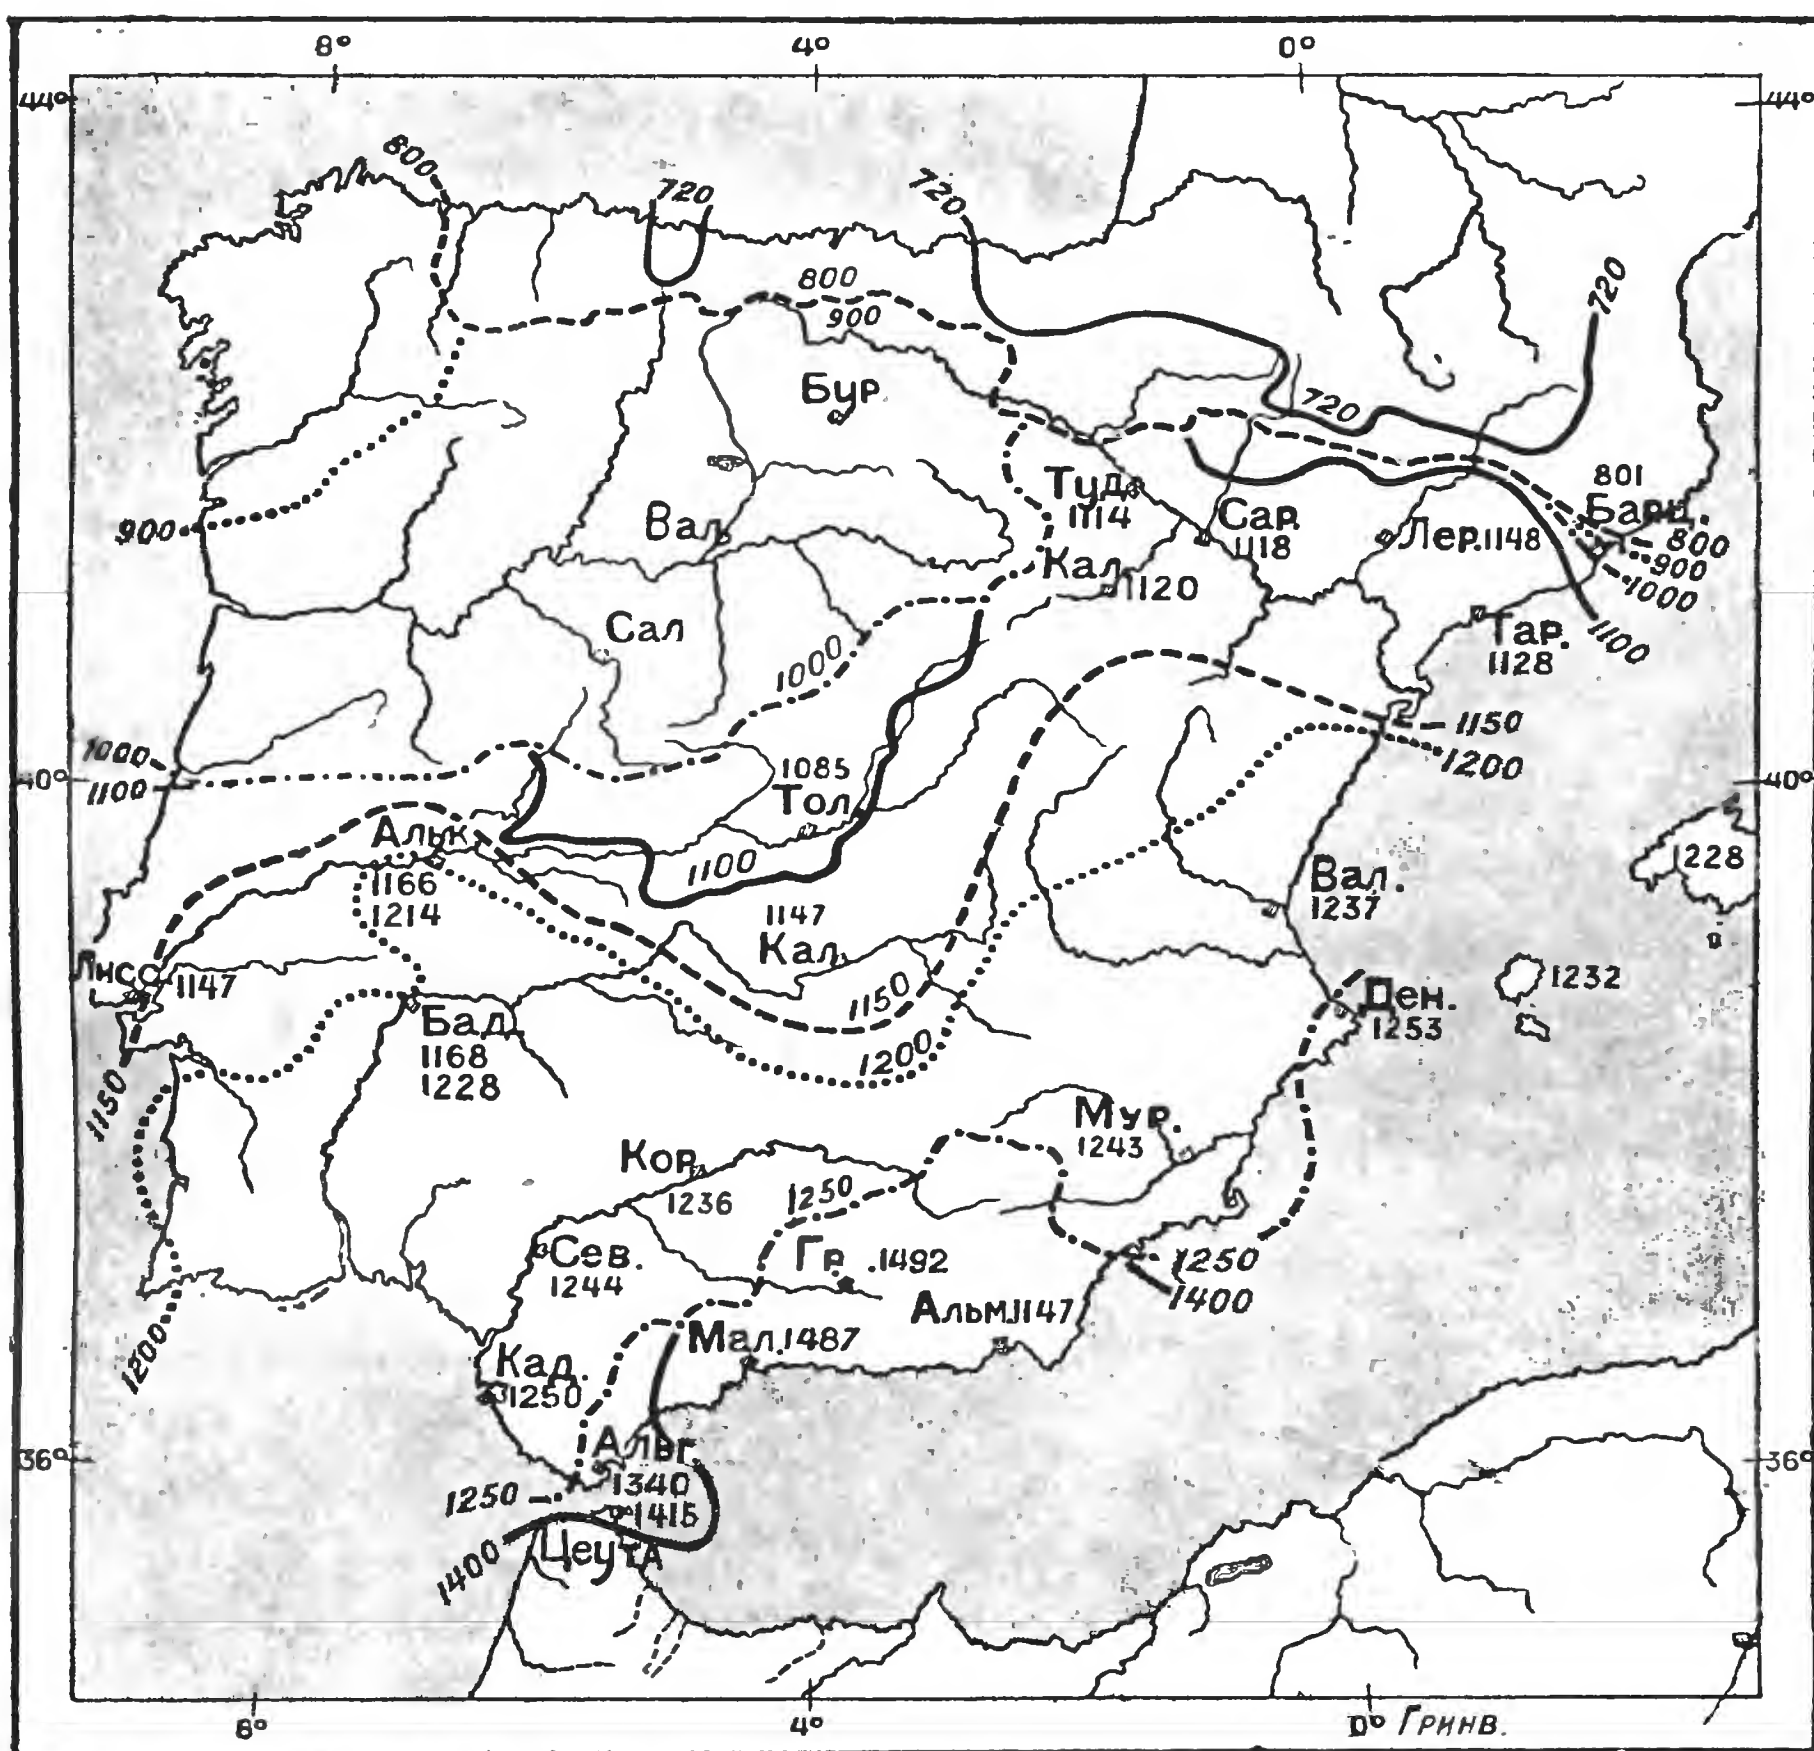 8° 4° 0°
44° 44°
800
720
720
800
900
720
Бур.
720
801
Барц.
Туд.
1114
Сар.
1118
Лер. 1148
Вал.
900
800
900
1000
Кал.
1120
Сал
Тар.
1128
1100
1000
1150
1200
1000
40° 40°
1100
1085
Тол.
Альк
1166
1214
1100
1228
Вал.
1237
1147
Кал.
Лисс.
1147
1150
1232
Ден.
1253
Бад.
1168
1228
1200
1150
Мур.
1243
Кор.
1236
1250
Сев.
1244
Гр. 1492
1250
1400
Альм. 1147
Мал. 1487
1200
Кад.
1250
Альг.
36° 36°
1340
1250
1415
1400
Цеута
8° 4° 0° Гринв.